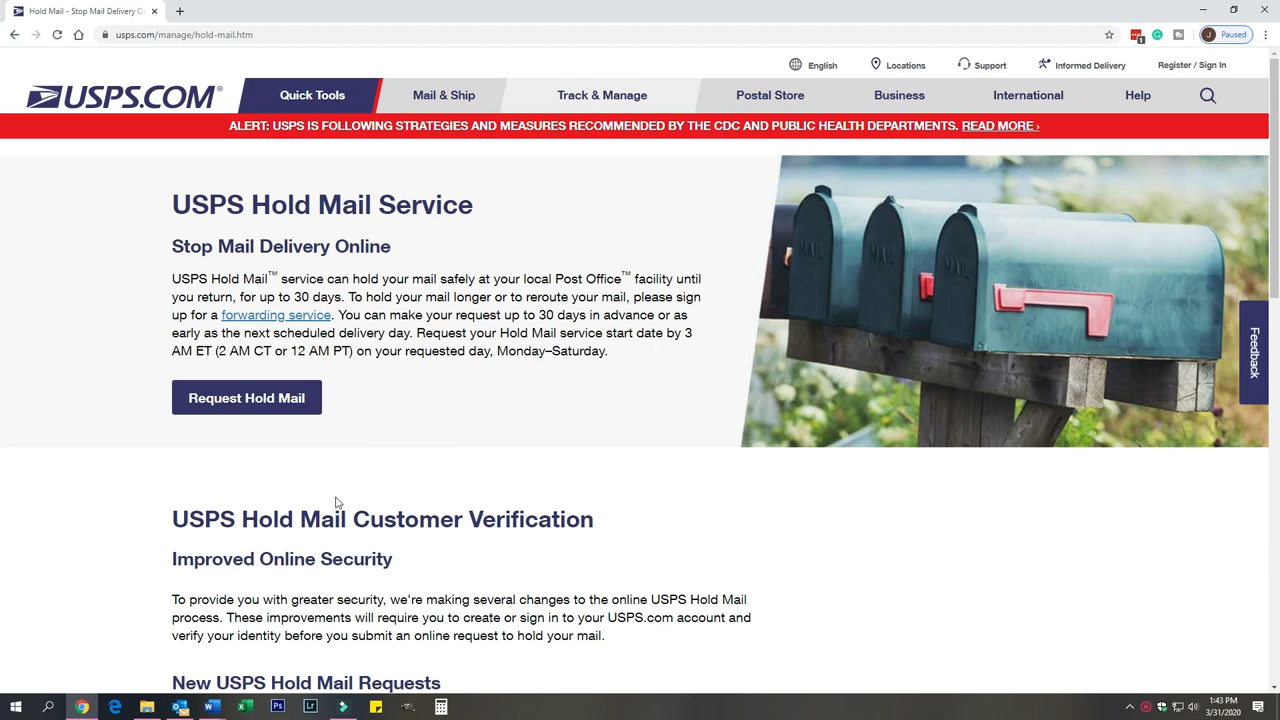 Hold Mail - Stop Mail Delivery O
usps.com/manage/hold-mail.htm
1
J Paused
English
Locations
Support
Informed Delivery
Register / Sign In
USPS.COM®
Quick Tools
Mail & Ship
Track & Manage
Postal Store
Business
International
Help
ALERT: USPS IS FOLLOWING STRATEGIES AND MEASURES RECOMMENDED BY THE CDC AND PUBLIC HEALTH DEPARTMENTS. READ MORE ›
USPS Hold Mail Service
Stop Mail Delivery Online
USPS Hold Mail™ service can hold your mail safely at your local Post Office™ facility until
you return, for up to 30 days. To hold your mail longer or to reroute your mail, please sign
up for a forwarding service. You can make your request up to 30 days in advance or as
early as the next scheduled delivery day. Request your Hold Mail service start date by 3
AM ET (2 AM CT or 12 AM PT) on your requested day, Monday–Saturday.
Request Hold Mail
MAIL
MAIL
MAIL
Feedback
USPS Hold Mail Customer Verification
Improved Online Security
To provide you with greater security, we're making several changes to the online USPS Hold Mail
process. These improvements will require you to create or sign in to your USPS.com account and
verify your identity before you submit an online request to hold your mail.
New USPS Hold Mail Requests
Ps
Lr
1:43 PM
3/31/2020